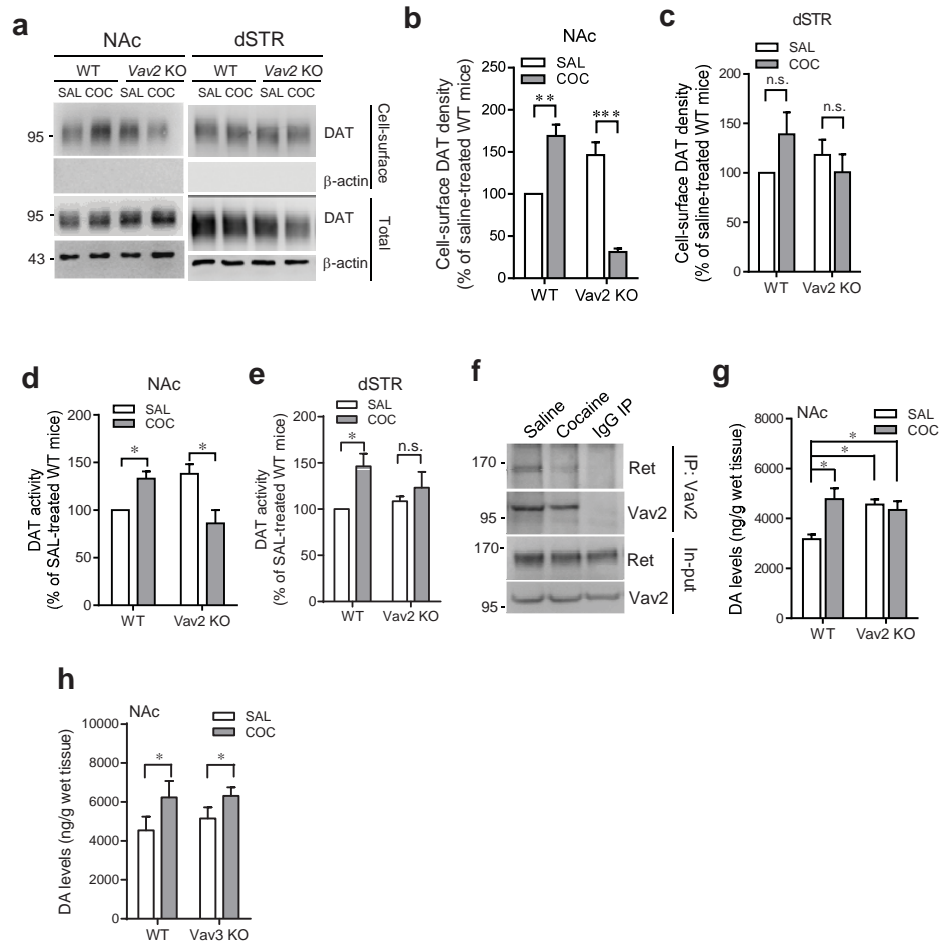 a
NAc
dSTR
WT
Vav2 KO
WT
Vav2 KO
SAL COC SAL COC
SAL COC SAL COC
95
DAT
β-actin
Cell-surface
95
DAT
43
β-actin
Total
b
NAc
SAL
COC
Cell-surface DAT density
(% of saline-treated WT mice)
250
200
150
100
50
0
**
***
WT
Vav2 KO
c
dSTR
SAL
COC
Cell-surface DAT density
(% of saline-treated WT mice)
200
150
100
50
0
n.s.
n.s.
WT
Vav2 KO
d
NAc
SAL
COC
DAT activity
(% of SAL-treated WT mice)
200
150
100
50
0
*
*
WT
Vav2 KO
e
dSTR
SAL
COC
DAT activity
(% of SAL-treated WT mice)
200
150
100
50
0
*
n.s.
WT
Vav2 KO
f
Saline
Cocaine
IgG IP
170
Ret
95
Vav2
IP: Vav2
170
Ret
95
Vav2
In-put
g
NAc
SAL
COC
DA levels (ng/g wet tissue)
8000
6000
4000
2000
0
*
*
*
WT
Vav2 KO
h
NAc
SAL
COC
DA levels (ng/g wet tissue)
10000
8000
6000
4000
2000
0
*
*
WT
Vav3 KO